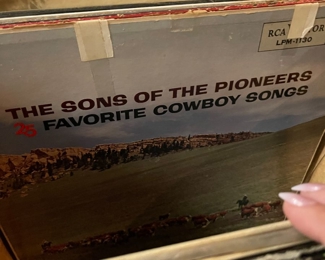 RCA VICTOR
LPM-1130
THE SONS OF THE PIONEERS
25 FAVORITE COWBOY SONGS